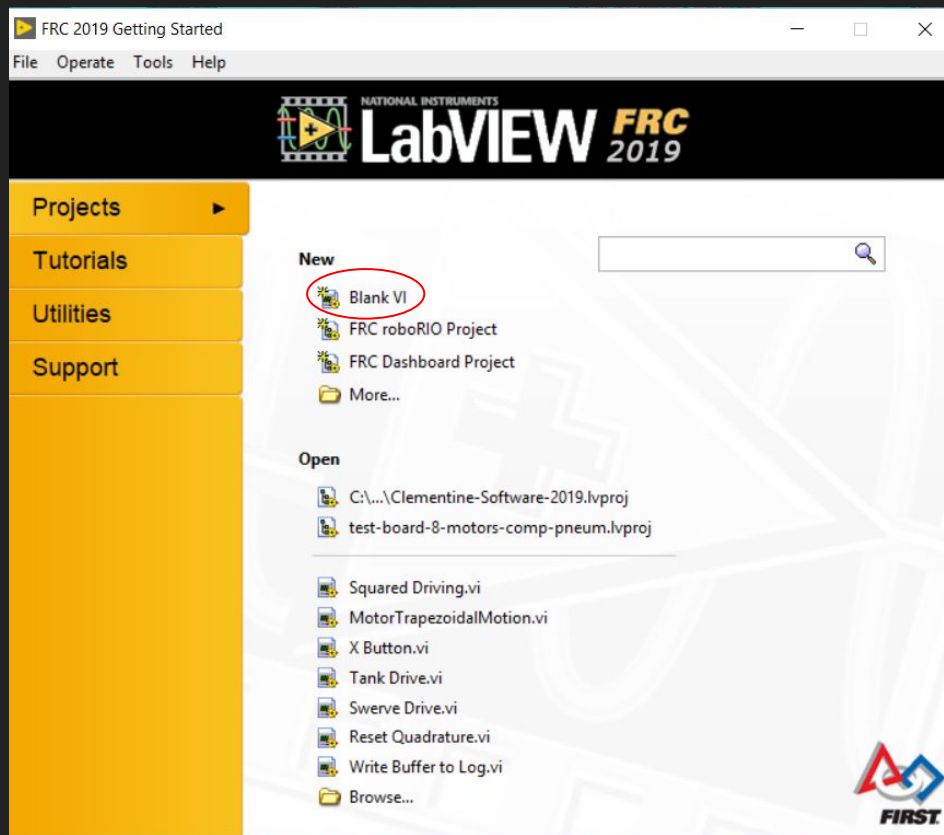 FRC 2019 Getting Started
File Operate Tools Help
NATIONAL INSTRUMENTS
LabVIEW FRC 2019
Projects
Tutorials
Utilities
Support
New
Blank VI
FRC roboRIO Project
FRC Dashboard Project
More...
Open
C:\...\Clementine-Software-2019.lvproj
test-board-8-motors-comp-pneum.lvproj
Squared Driving.vi
MotorTrapezoidalMotion.vi
X Button.vi
Tank Drive.vi
Swerve Drive.vi
Reset Quadrature.vi
Write Buffer to Log.vi
Browse...
FIRST